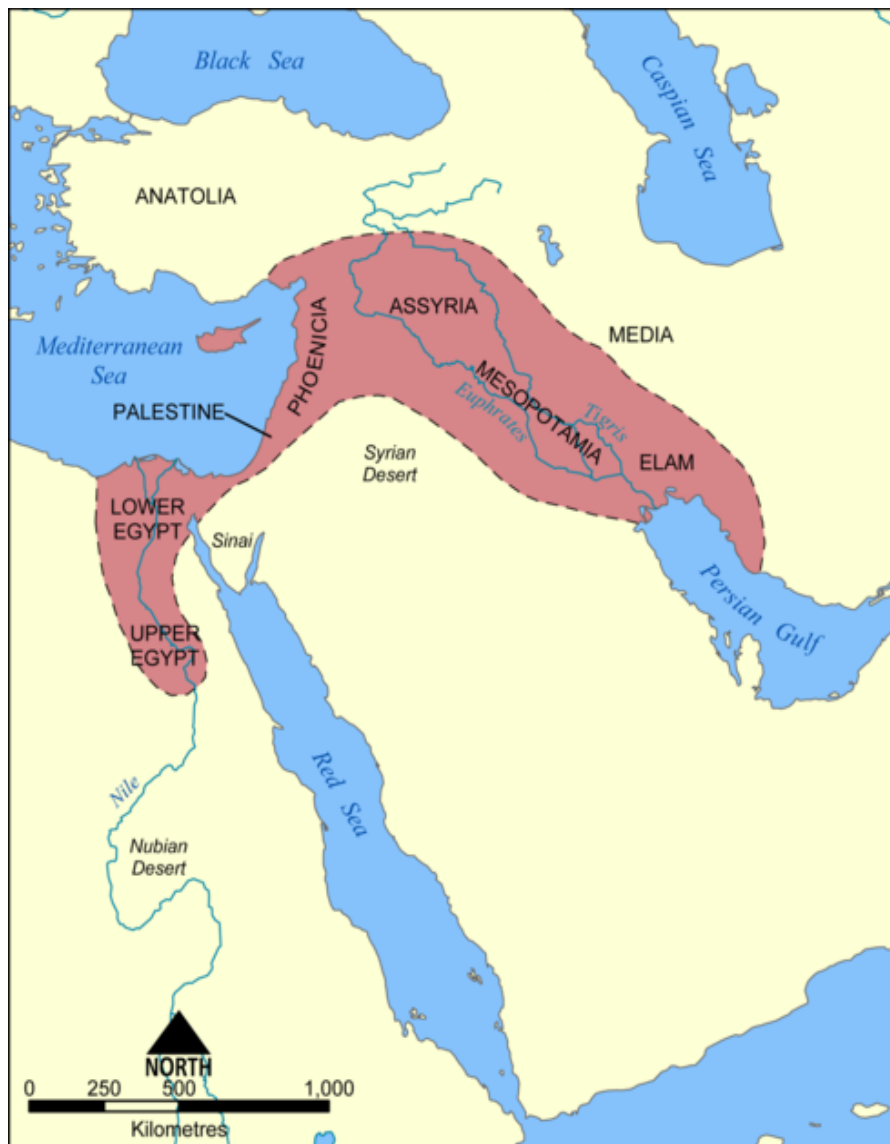 Black Sea
Caspian Sea
ANATOLIA
ASSYRIA
MEDIA
Mediterranean
Sea
PHOENICIA
MESOPOTAMIA
Euphrates
Tigris
PALESTINE
Syrian
Desert
ELAM
LOWER
EGYPT
Sinai
Persian Gulf
UPPER
EGYPT
Red Sea
Nile
Nubian
Desert
NORTH
0 250 500 1,000
Kilometres